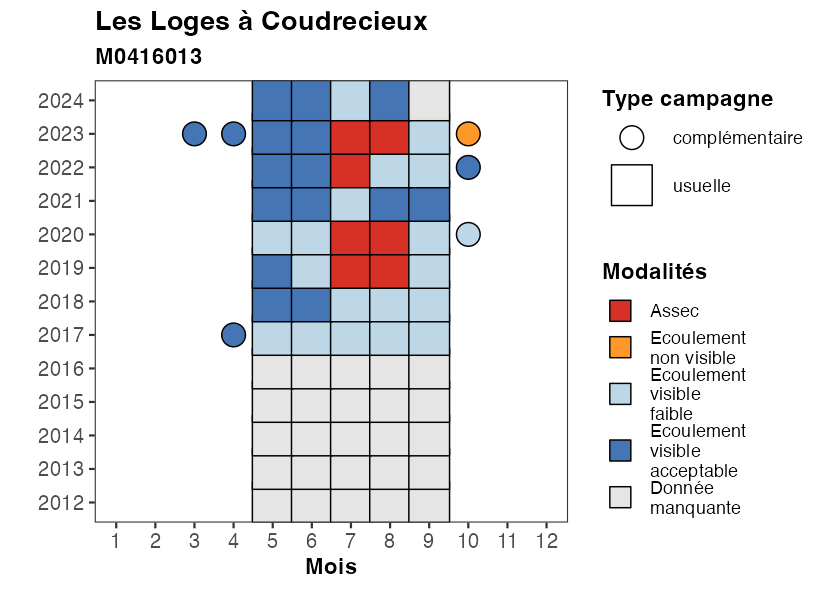 Les Loges à Coudrecieux
M0416013
2024
2023
2022
2021
2020
2019
2018
2017
2016
2015
2014
2013
2012
1 2 3 4 5 6 7 8 9 10 11 12
Mois
Type campagne
complémentaire
usuelle
Modalités
Assec
Ecoulement
non visible
Ecoulement
visible
faible
Ecoulement
visible
acceptable
Donnée
manquante